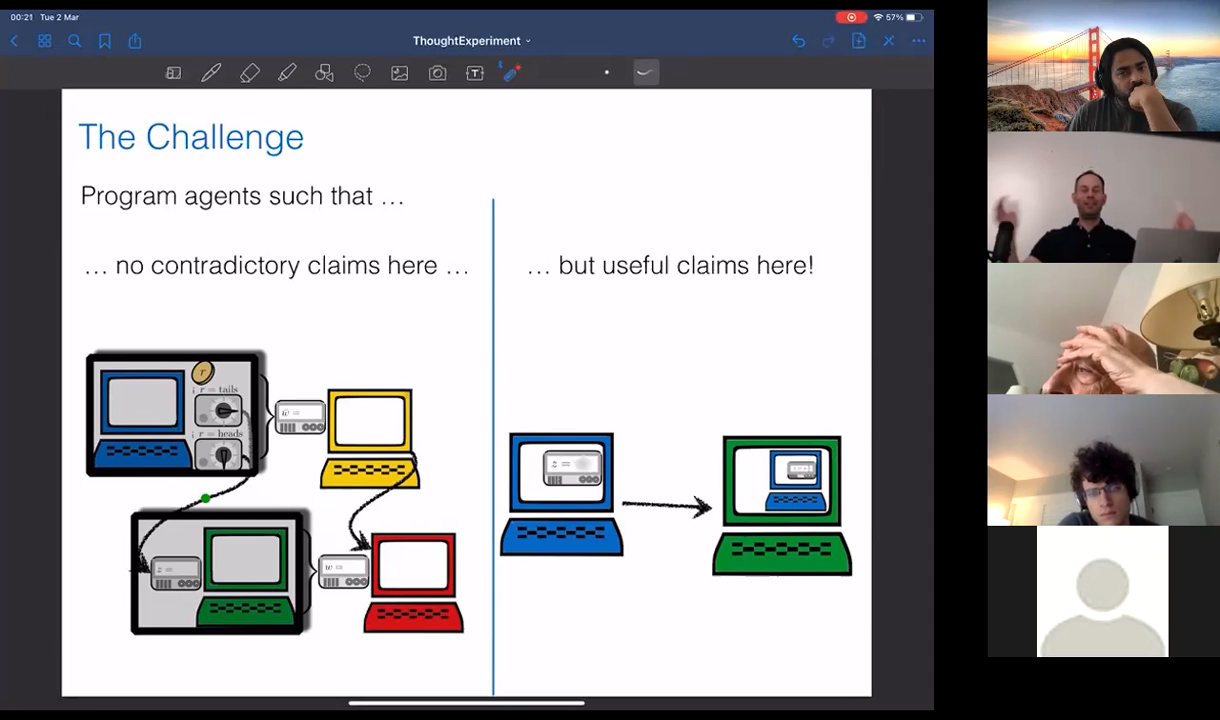 00:21 Tue 2 Mar
57%
ThoughtExperiment
T
The Challenge
Program agents such that …
… no contradictory claims here …
… but useful claims here!
r
r = tails
r = heads
w̄ =
z =
w =
z =